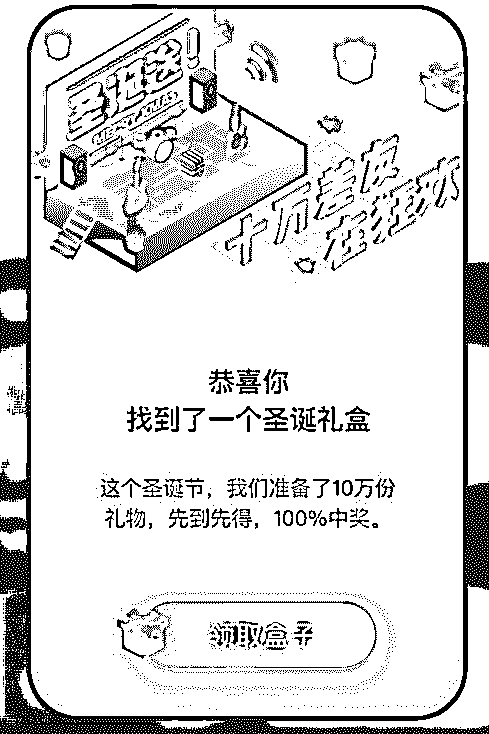 圣诞送!
MERRY XMAS
十万盖友
在狂欢
恭喜你
找到了一个圣诞礼盒
这个圣诞节，我们准备了10万份
礼物，先到先得，100%中奖。
领取盒子